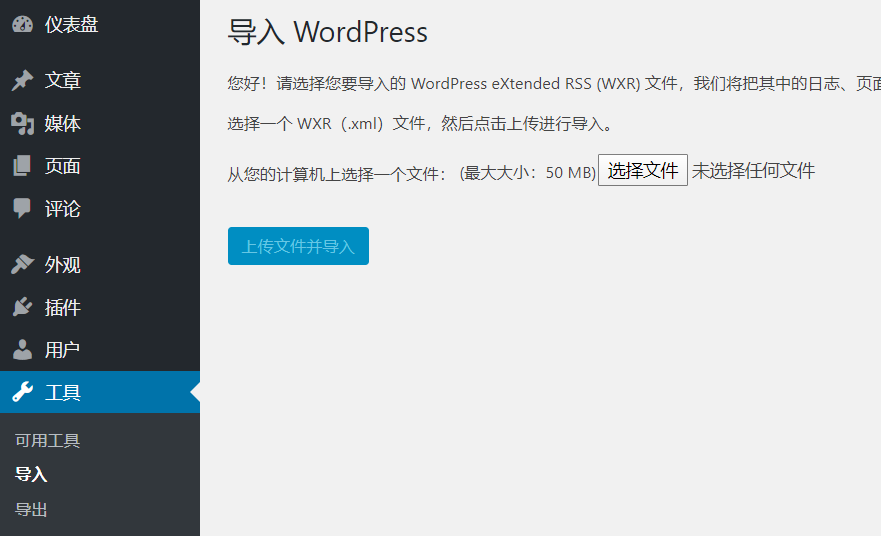 仪表盘
文章
媒体
页面
评论
外观
插件
用户
工具
可用工具
导入
导出
导入 WordPress
您好！请选择您要导入的 WordPress eXtended RSS (WXR) 文件，我们将把其中的日志、页面
选择一个 WXR（.xml）文件，然后点击上传进行导入。
从您的计算机上选择一个文件： (最大大小：50 MB) 选择文件 未选择任何文件
上传文件并导入